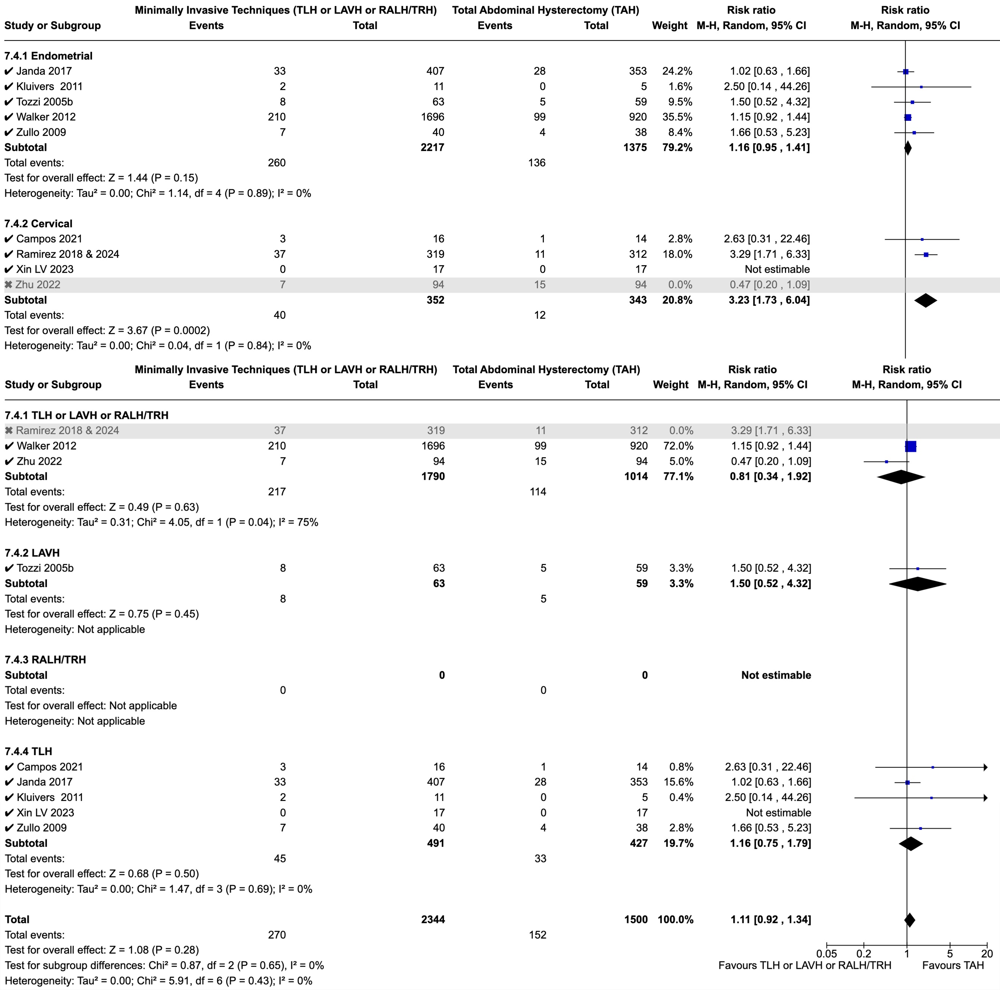 Minimally Invasive Techniques (TLH or LAVH or RALH/TRH) Total Abdominal Hysterectomy (TAH) Risk ratio Risk ratio
Study or Subgroup Events Total Events Total Weight M-H, Random, 95% CI M-H, Random, 95% CI
7.4.1 Endometrial
✔ Janda 2017 33 407 28 353 24.2% 1.02 [0.63 , 1.66]
✔ Kluivers 2011 2 11 0 5 1.6% 2.50 [0.14 , 44.26]
✔ Tozzi 2005b 8 63 5 59 9.5% 1.50 [0.52 , 4.32]
✔ Walker 2012 210 1696 99 920 35.5% 1.15 [0.92 , 1.44]
✔ Zullo 2009 7 40 4 38 8.4% 1.66 [0.53 , 5.23]
Subtotal 2217 1375 79.2% 1.16 [0.95 , 1.41]
Total events: 260 136
Test for overall effect: Z = 1.44 (P = 0.15)
Heterogeneity: Tau² = 0.00; Chi² = 1.14, df = 4 (P = 0.89); I² = 0%
7.4.2 Cervical
✔ Campos 2021 3 16 1 14 2.8% 2.63 [0.31 , 22.46]
✔ Ramirez 2018 & 2024 37 319 11 312 18.0% 3.29 [1.71 , 6.33]
✔ Xin LV 2023 0 17 0 17 Not estimable
✖ Zhu 2022 7 94 15 94 0.0% 0.47 [0.20 , 1.09]
Subtotal 352 343 20.8% 3.23 [1.73 , 6.04]
Total events: 40 12
Test for overall effect: Z = 3.67 (P = 0.0002)
Heterogeneity: Tau² = 0.00; Chi² = 0.04, df = 1 (P = 0.84); I² = 0%
Minimally Invasive Techniques (TLH or LAVH or RALH/TRH) Total Abdominal Hysterectomy (TAH) Risk ratio Risk ratio
Study or Subgroup Events Total Events Total Weight M-H, Random, 95% CI M-H, Random, 95% CI
7.4.1 TLH or LAVH or RALH/TRH
✖ Ramirez 2018 & 2024 37 319 11 312 0.0% 3.29 [1.71 , 6.33]
✔ Walker 2012 210 1696 99 920 72.0% 1.15 [0.92 , 1.44]
✔ Zhu 2022 7 94 15 94 5.0% 0.47 [0.20 , 1.09]
Subtotal 1790 1014 77.1% 0.81 [0.34 , 1.92]
Total events: 217 114
Test for overall effect: Z = 0.49 (P = 0.63)
Heterogeneity: Tau² = 0.31; Chi² = 4.05, df = 1 (P = 0.04); I² = 75%
7.4.2 LAVH
✔ Tozzi 2005b 8 63 5 59 3.3% 1.50 [0.52 , 4.32]
Subtotal 63 59 3.3% 1.50 [0.52 , 4.32]
Total events: 8 5
Test for overall effect: Z = 0.75 (P = 0.45)
Heterogeneity: Not applicable
7.4.3 RALH/TRH
Subtotal 0 0 Not estimable
Total events: 0 0
Test for overall effect: Not applicable
Heterogeneity: Not applicable
7.4.4 TLH
✔ Campos 2021 3 16 1 14 0.8% 2.63 [0.31 , 22.46]
✔ Janda 2017 33 407 28 353 15.6% 1.02 [0.63 , 1.66]
✔ Kluivers 2011 2 11 0 5 0.4% 2.50 [0.14 , 44.26]
✔ Xin LV 2023 0 17 0 17 Not estimable
✔ Zullo 2009 7 40 4 38 2.8% 1.66 [0.53 , 5.23]
Subtotal 491 427 19.7% 1.16 [0.75 , 1.79]
Total events: 45 33
Test for overall effect: Z = 0.68 (P = 0.50)
Heterogeneity: Tau² = 0.00; Chi² = 1.47, df = 3 (P = 0.69); I² = 0%
Total 2344 1500 100.0% 1.11 [0.92 , 1.34]
Total events: 270 152
Test for overall effect: Z = 1.08 (P = 0.28) 0.05 0.2 1 5 20
Test for subgroup differences: Chi² = 0.87, df = 2 (P = 0.65), I² = 0% Favours TLH or LAVH or RALH/TRH Favours TAH
Heterogeneity: Tau² = 0.00; Chi² = 5.91, df = 6 (P = 0.43); I² = 0%